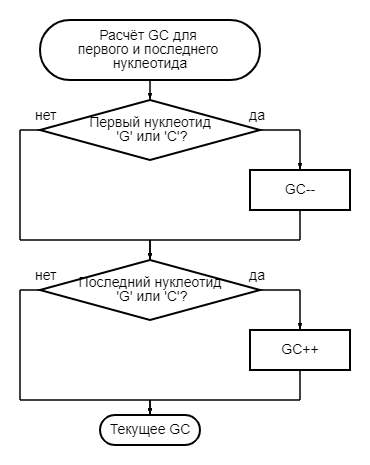 Расчёт GC для
первого и последнего
нуклеотида
нет
да
Первый нуклеотид
'G' или 'C'?
GC--
нет
да
Последний нуклеотид
'G' или 'C'?
GC++
Текущее GC